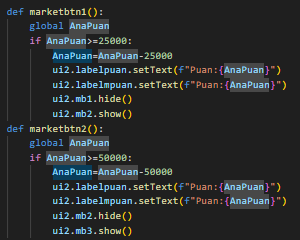 def marketbtn1():
    global AnaPuan
    if AnaPuan>=25000:
        AnaPuan=AnaPuan-25000
        ui2.labelpuan.setText(f"Puan:{AnaPuan}")
        ui2.labelmpuan.setText(f"Puan:{AnaPuan}")
        ui2.mb1.hide()
        ui2.mb2.show()
def marketbtn2():
    global AnaPuan
    if AnaPuan>=50000:
        AnaPuan=AnaPuan-50000
        ui2.labelpuan.setText(f"Puan:{AnaPuan}")
        ui2.labelmpuan.setText(f"Puan:{AnaPuan}")
        ui2.mb2.hide()
        ui2.mb3.show()